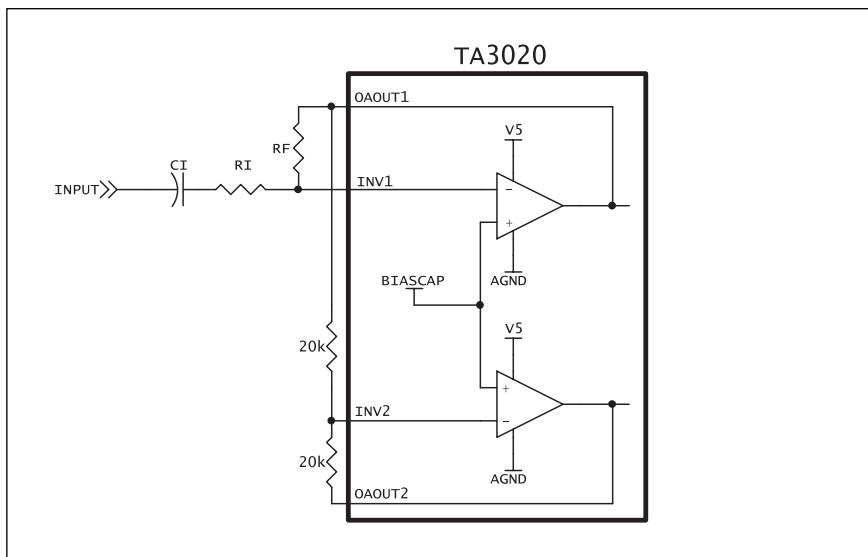 TA3020
OAOUT1
V5
RF
CI
RI
INPUT
INV1
-
+
BIASCAP
AGND
V5
20k
+
INV2
-
20k
AGND
OAOUT2